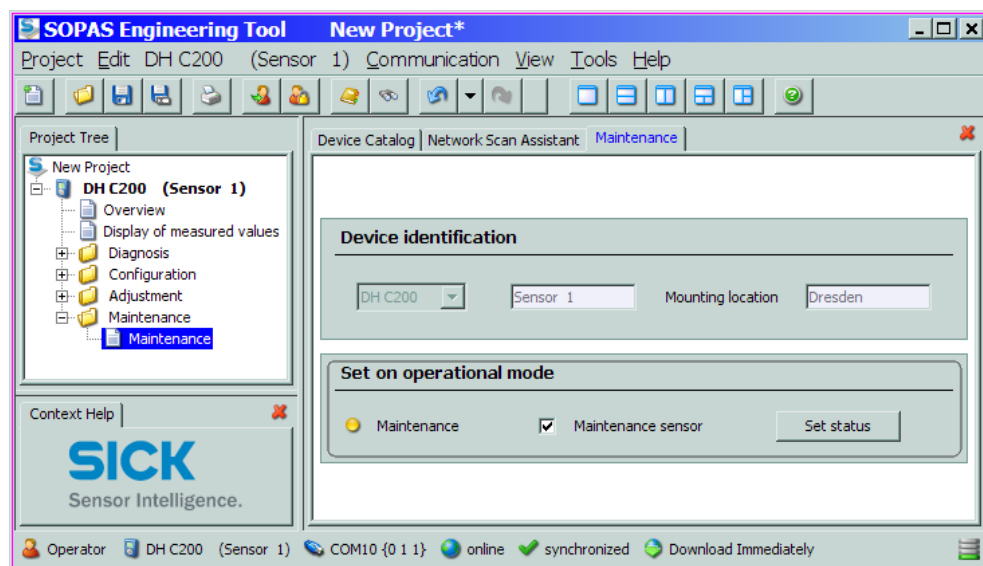 SOPAS Engineering Tool New Project*
Project Edit DH C200 (Sensor 1) Communication View Tools Help
Project Tree
New Project
DH C200 (Sensor 1)
Overview
Display of measured values
Diagnosis
Configuration
Adjustment
Maintenance
Maintenance
Context Help
SICK
Sensor Intelligence.
Device Catalog Network Scan Assistant Maintenance
Device identification
DH C200 Sensor 1 Mounting location Dresden
Set on operational mode
Maintenance Maintenance sensor Set status
Operator DH C200 (Sensor 1) COM10 {0 1 1} online synchronized Download Immediately